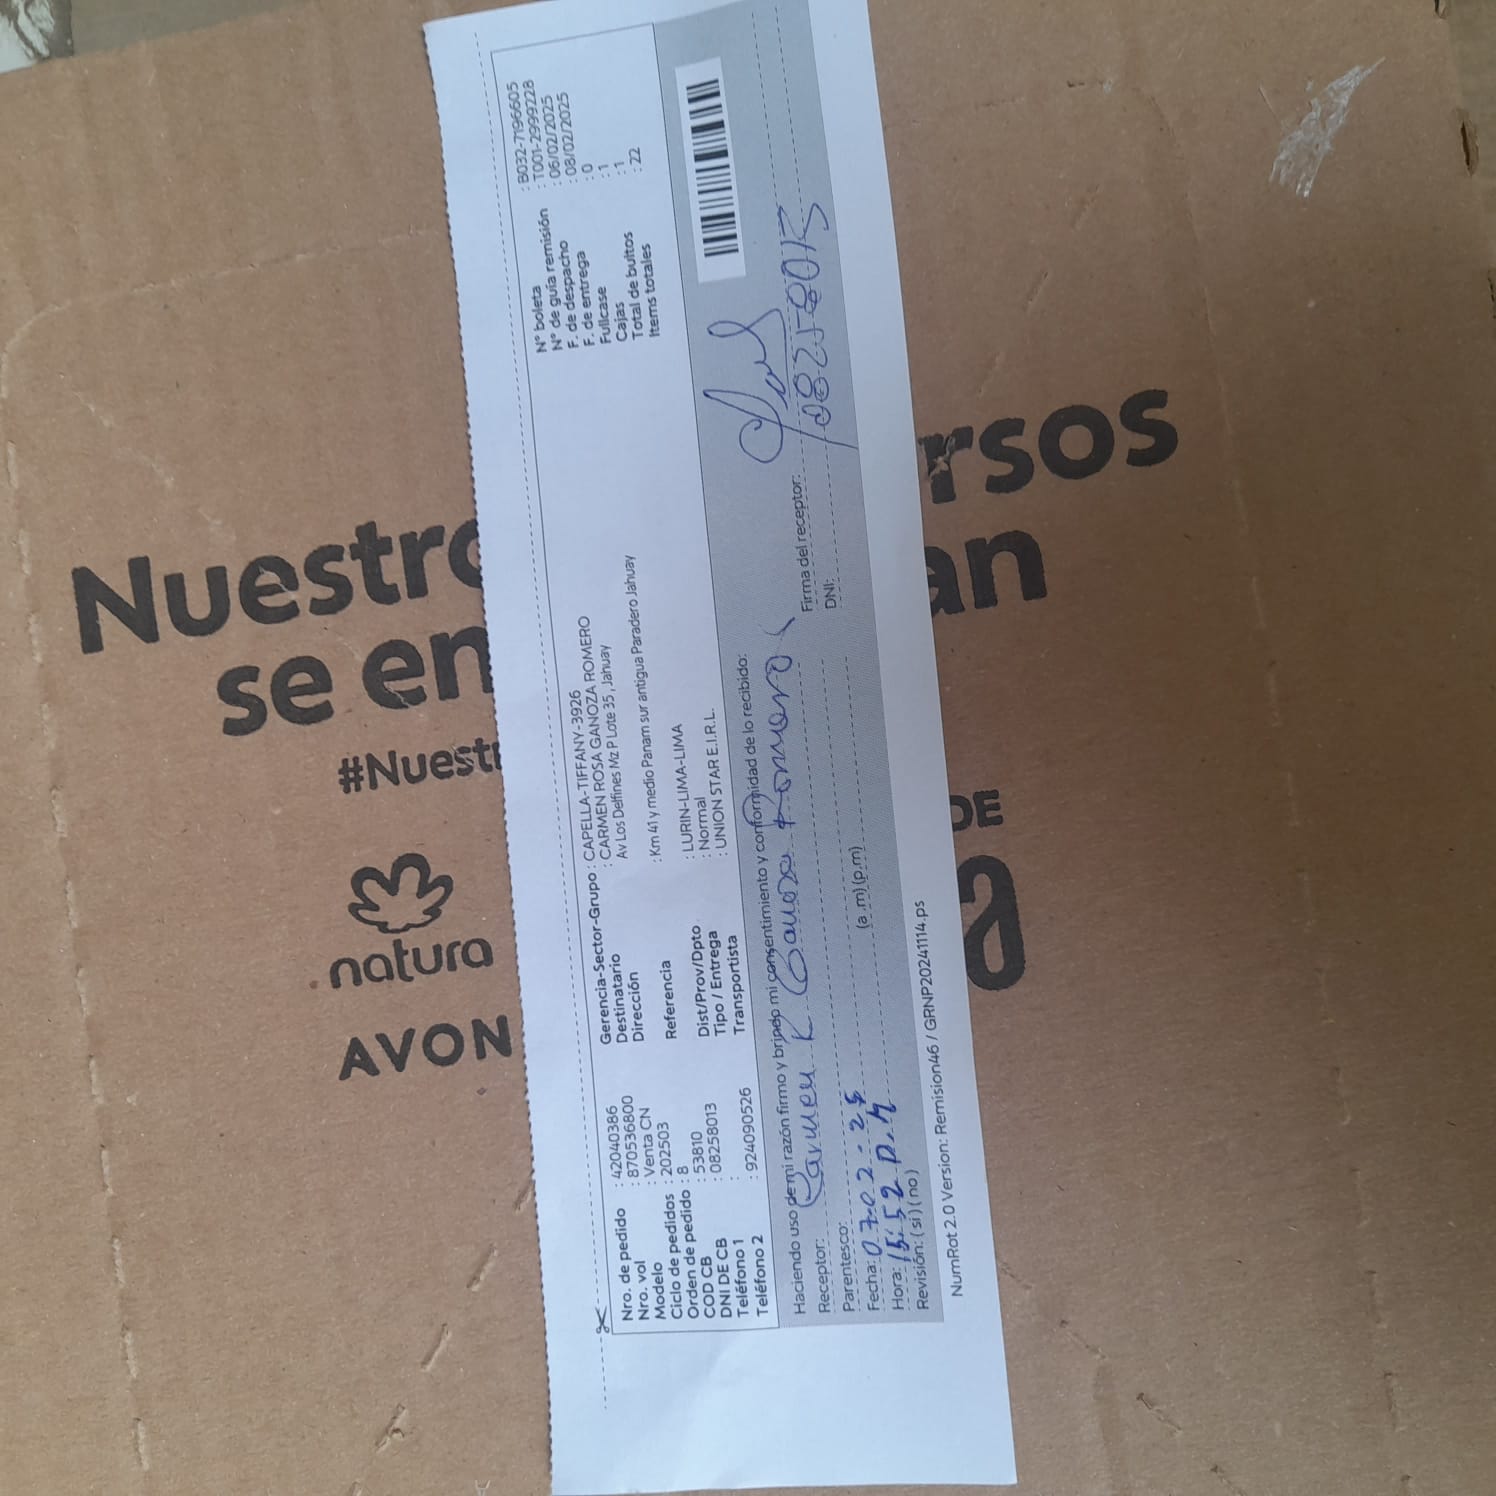 Nuestro
rsos
se en
an
#Nuestr
DE
a
natura
AVON
Nro. de pedido : 42040386
Nro. vol : 870536800
Modelo : Venta CN
Ciclo de pedidos : 202503
Orden de pedido : 8
COD CB : 53810
DNI DE CB : 08258013
Teléfono 1 :
Teléfono 2 : 924090526
Gerencia-Sector-Grupo : CAPELLA-TIFFANY-3926
Destinatario : CARMEN ROSA GANOZA ROMERO
Dirección Av Los Delfines Mz P Lote 35 , Jahuay
Referencia : Km 41 y medio Panam sur antigua Paradero Jahuay
Dist/Prov/Dpto : LURIN-LIMA-LIMA
Tipo / Entrega : Normal
Transportista : UNION STAR E.I.R.L.
N° boleta : B032-7196605
N° de guía remisión : T001-2999228
F. de despacho : 06/02/2025
F. de entrega : 08/02/2025
Fullcase : 0
Cajas : 1
Total de bultos : 1
Items totales : 22
Haciendo uso de mi razón firmo y brindo mi consentimiento y conformidad de lo recibido:
Receptor: Carmen R Ganoza Romero
Parentesco:
Fecha: 07-02-25
Hora: 15:52 P.M (a .m) (p.m)
Revisión: ( si ) ( no )
Firma del receptor:
DNI: 08258013
NumRot 2.0 Version: Remision46 / GRNP20241114.ps